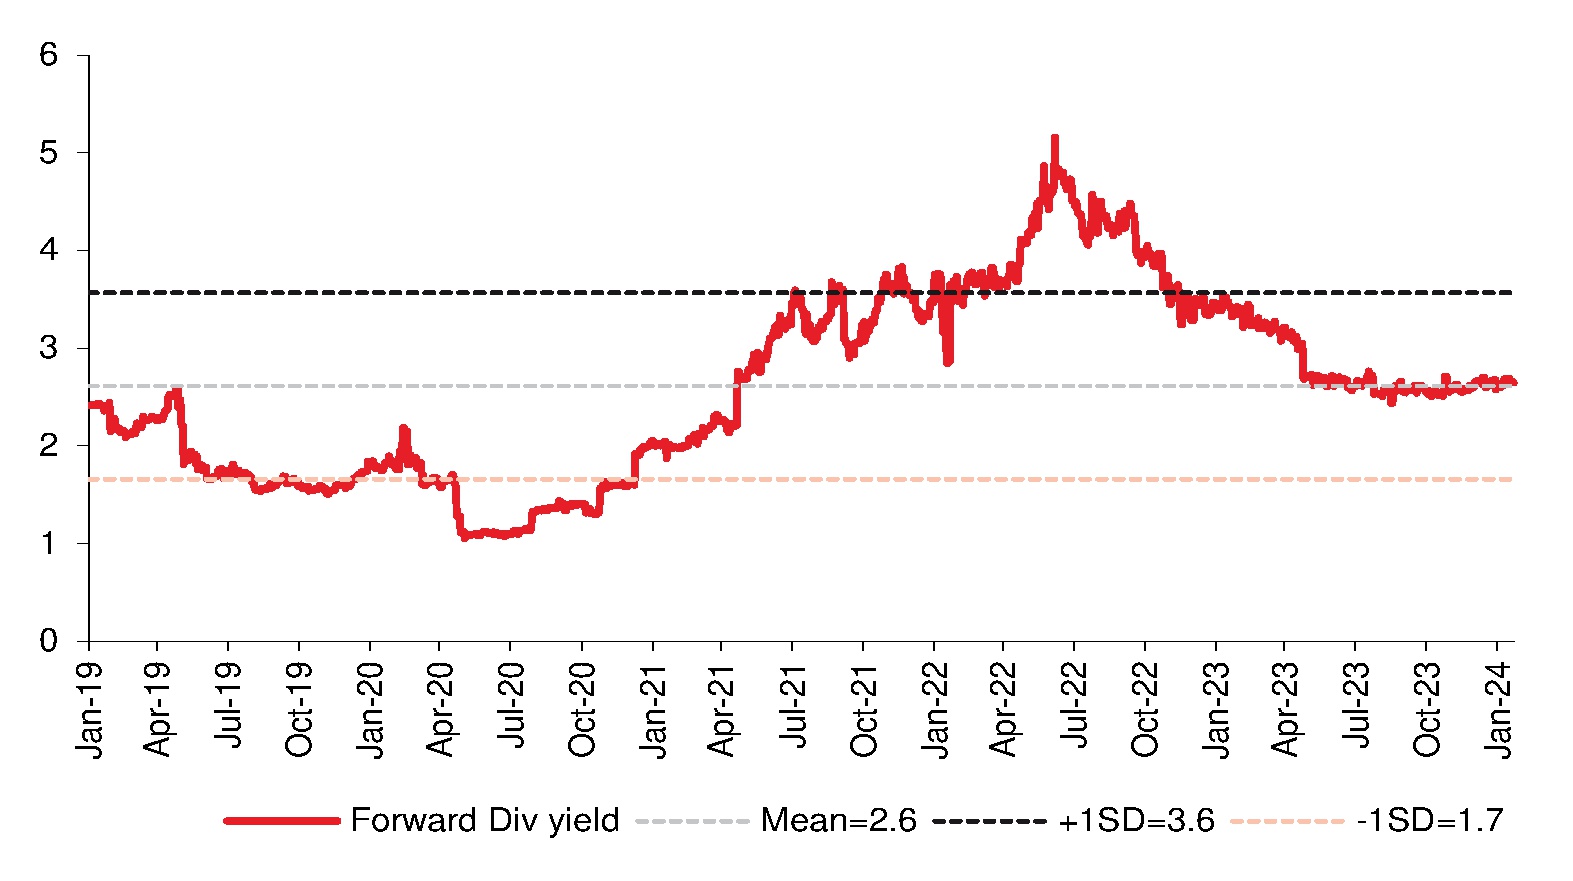 6
5
4
3
2
1
0
Jan-19
Apr-19
Jul-19
Oct-19
Jan-20
Apr-20
Jul-20
Oct-20
Jan-21
Apr-21
Jul-21
Oct-21
Jan-22
Apr-22
Jul-22
Oct-22
Jan-23
Apr-23
Jul-23
Oct-23
Jan-24
Forward Div yield Mean=2.6 +1SD=3.6 -1SD=1.7